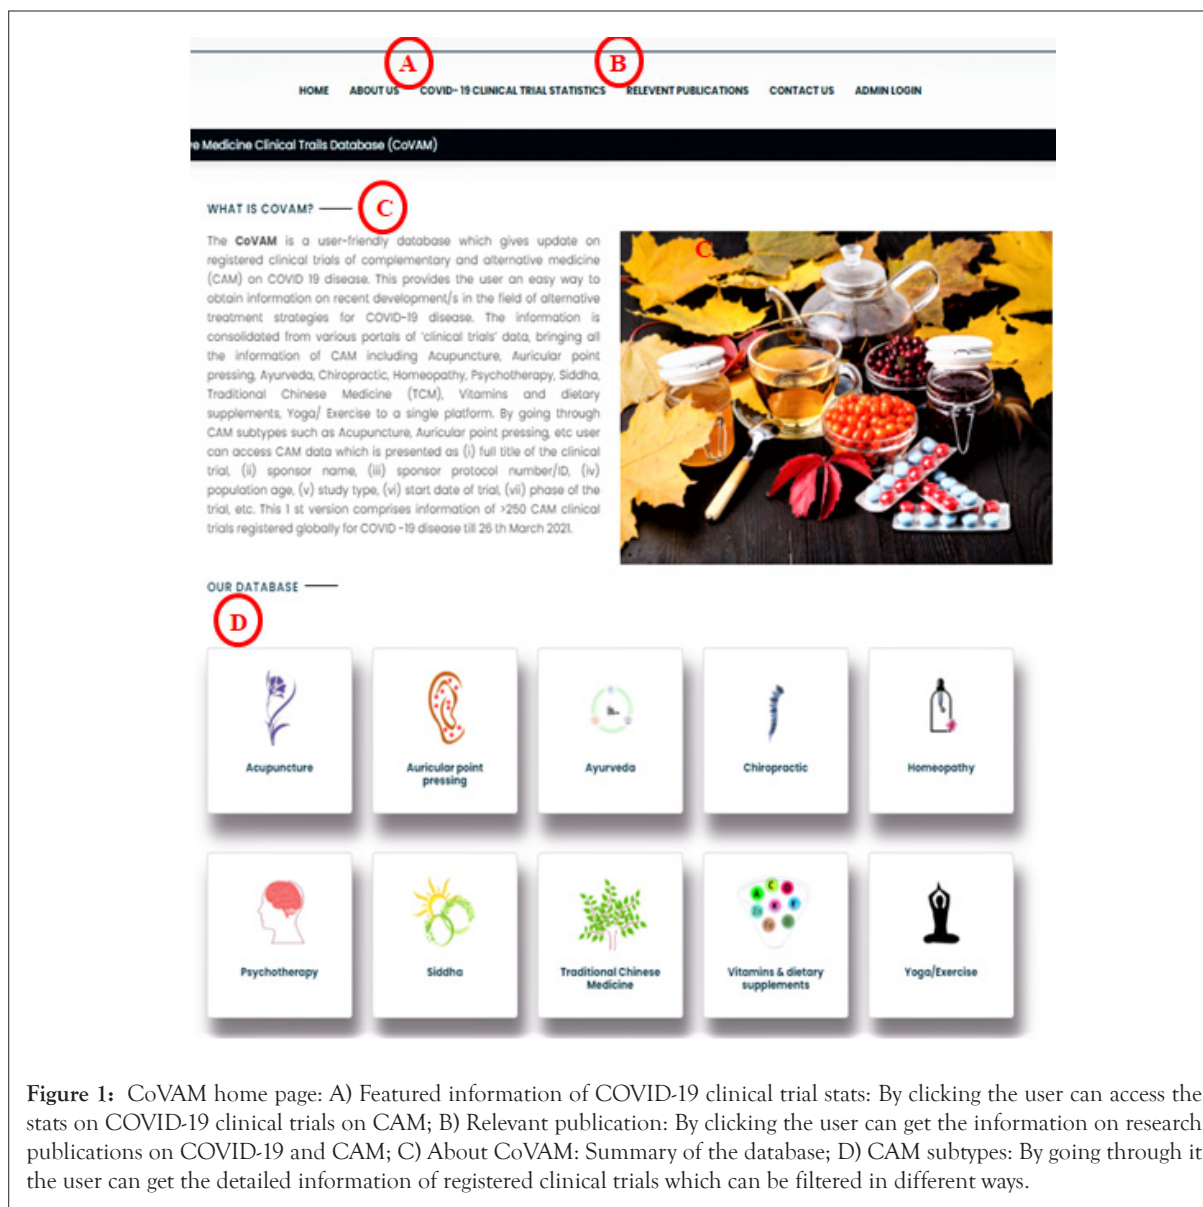 A
B
HOME ABOUT US COVID- 19 CLINICAL TRIAL STATISTICS RELEVENT PUBLICATIONS CONTACT US ADMIN LOGIN
e Medicine Clinical Trails Database (CoVAM)
WHAT IS COVAM?
C
The CoVAM is a user-friendly database which gives update on
registered clinical trials of complementary and alternative medicine
(CAM) on COVID 19 disease. This provides the user an easy way to
obtain information on recent development/s in the field of alternative
treatment strategies for COVID-19 disease. The information is
consolidated from various portals of 'clinical trials' data, bringing all
the information of CAM including Acupuncture, Auricular point
pressing, Ayurveda, Chiropractic, Homeopathy, Psychotherapy, Siddha,
Traditional Chinese Medicine (TCM), Vitamins and dietary
supplements, Yoga/ Exercise to a single platform. By going through
CAM subtypes such as Acupuncture, Auricular point pressing, etc user
can access CAM data which is presented as (i) full title of the clinical
trial, (ii) sponsor name, (iii) sponsor protocol number/ID, (iv)
population age, (v) study type, (vi) start date of trial, (vii) phase of the
trial, etc. This 1 st version comprises information of >250 CAM clinical
trials registered globally for COVID -19 disease till 26 th March 2021.
C
OUR DATABASE
D
Acupuncture
Auricular point
pressing
Ayurveda
Chiropractic
Homeopathy
Psychotherapy
Siddha
Traditional Chinese
Medicine
A C D
K E
Vitamins & dietary
supplements
Yoga/Exercise
Figure 1: CoVAM home page: A) Featured information of COVID-19 clinical trial stats: By clicking the user can access the
stats on COVID-19 clinical trials on CAM; B) Relevant publication: By clicking the user can get the information on research
publications on COVID-19 and CAM; C) About CoVAM: Summary of the database; D) CAM subtypes: By going through it
the user can get the detailed information of registered clinical trials which can be filtered in different ways.